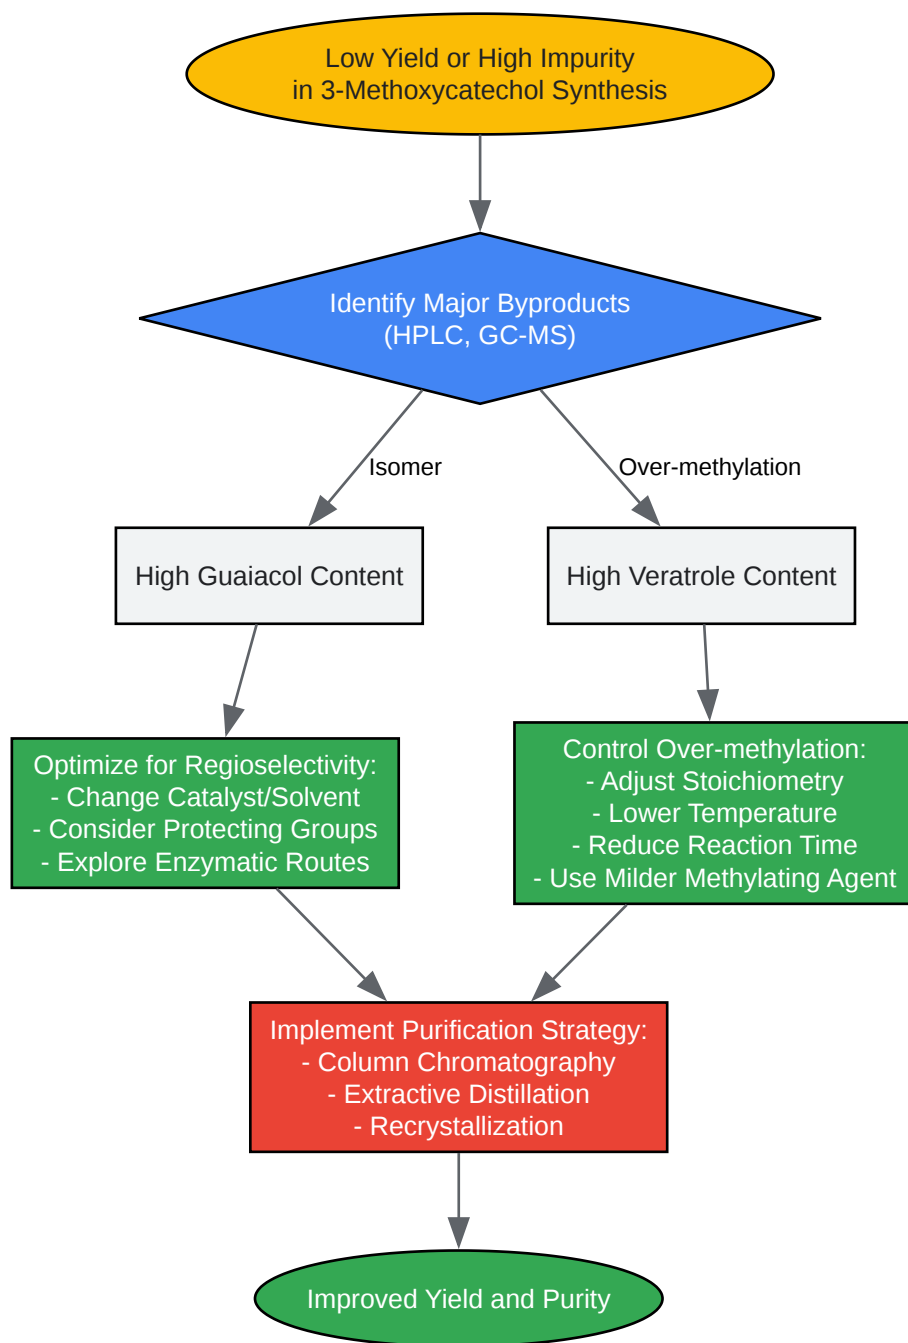 Low Yield or High Impurity
in 3-Methoxycatechol Synthesis
Identify Major Byproducts
(HPLC, GC-MS)
Isomer
Over-methylation
High Guaiacol Content
High Veratrole Content
Optimize for Regioselectivity:
- Change Catalyst/Solvent
- Consider Protecting Groups
- Explore Enzymatic Routes
Control Over-methylation:
- Adjust Stoichiometry
- Lower Temperature
- Reduce Reaction Time
- Use Milder Methylating Agent
Implement Purification Strategy:
- Column Chromatography
- Extractive Distillation
- Recrystallization
Improved Yield and Purity